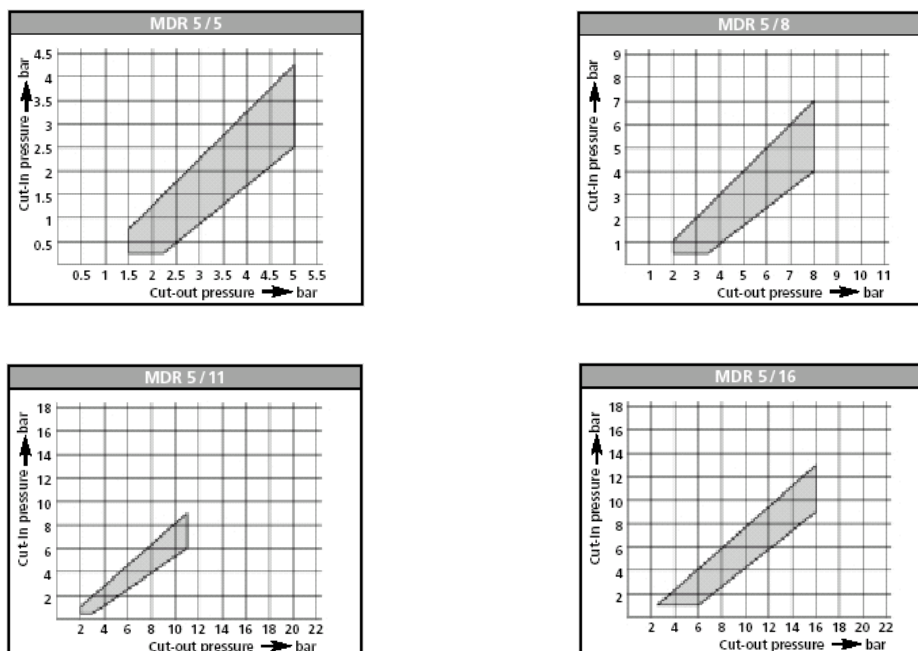 MDR 5/5
4.5
4
3.5
3
2.5
2
1.5
1
0.5
Cut-In pressure bar
0.5 1 1.5 2 2.5 3 3.5 4 4.5 5 5.5
Cut-out pressure bar
MDR 5/8
9
8
7
6
5
4
3
2
1
Cut-In pressure bar
1 2 3 4 5 6 7 8 9 10 11
Cut-out pressure bar
MDR 5/11
18
16
14
12
10
8
6
4
2
Cut-In pressure bar
2 4 6 8 10 12 14 16 18 20 22
Cut-out pressure bar
MDR 5/16
18
16
14
12
10
8
6
4
2
Cut-In pressure bar
2 4 6 8 10 12 14 16 18 20 22
Cut-out pressure bar